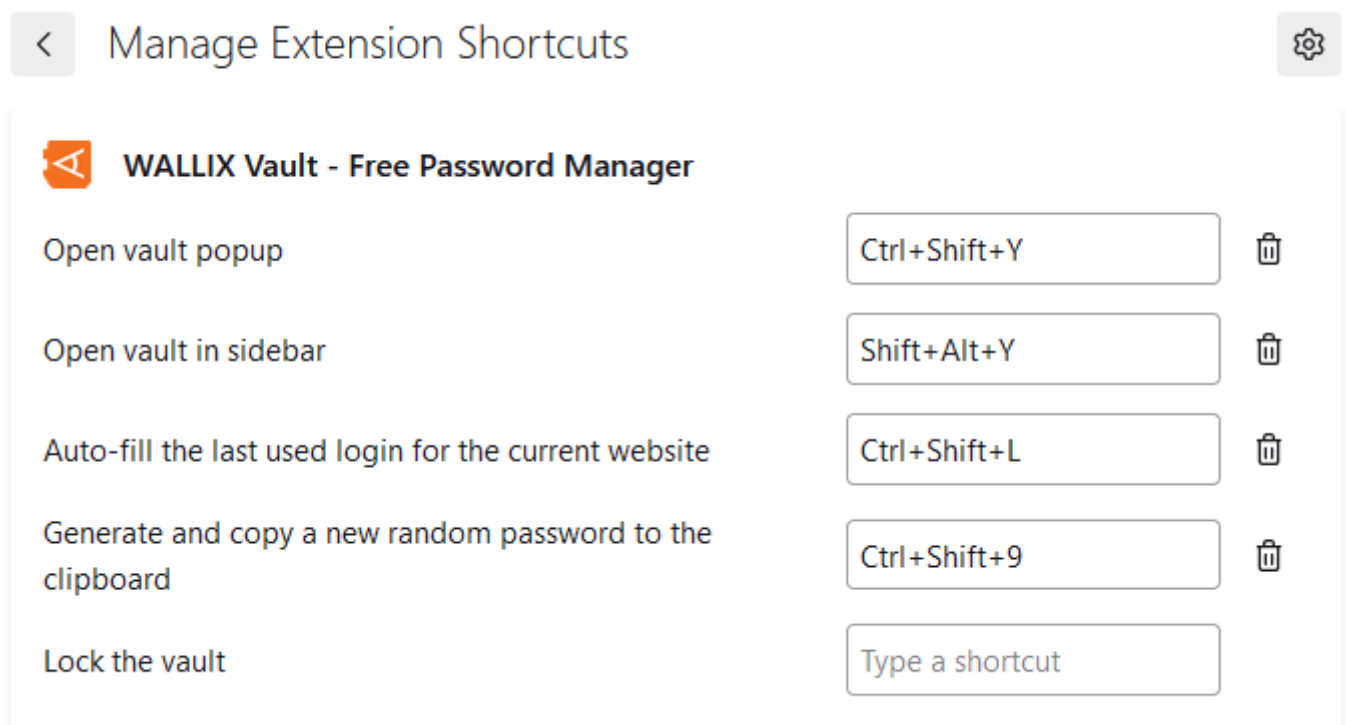 Manage Extension Shortcuts
WALLIX Vault - Free Password Manager
Open vault popup
Ctrl+Shift+Y
Open vault in sidebar
Shift+Alt+Y
Auto-fill the last used login for the current website
Ctrl+Shift+L
Generate and copy a new random password to the
clipboard
Ctrl+Shift+9
Lock the vault
Type a shortcut